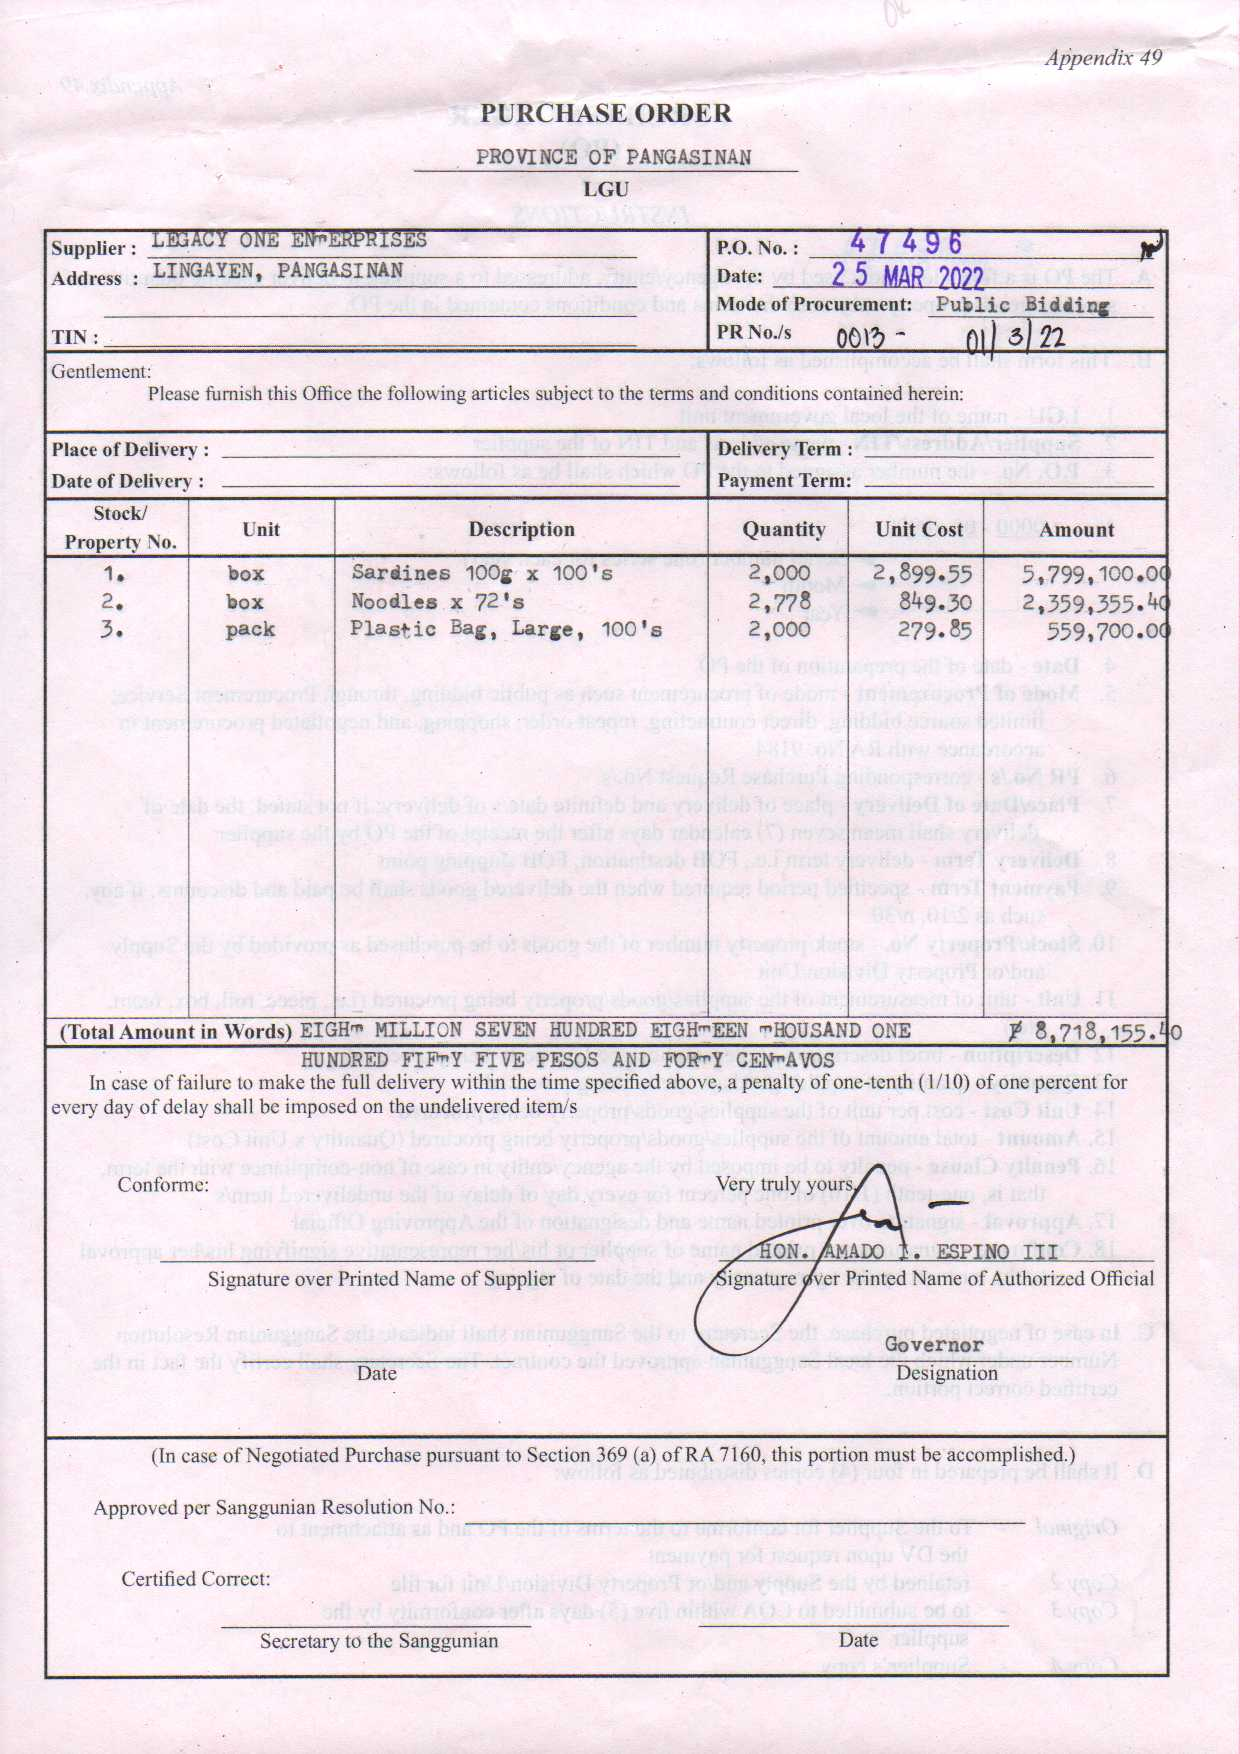 Appendix 49
PURCHASE ORDER
PROVINCE OF PANGASINAN
LGU
Supplier : LEGACY ONE ENTERPRISES
Address : LINGAYEN, PANGASINAN
TIN :
P.O. No. : 47496
Date: 25 MAR 2022
Mode of Procurement: Public Bidding
PR No./s 0013 - 01/3/22
Gentlement:
Please furnish this Office the following articles subject to the terms and conditions contained herein:
Place of Delivery :
Date of Delivery :
Delivery Term :
Payment Term:
Stock/ Property No. Unit Description Quantity Unit Cost Amount
1. box Sardines 100g x 100's 2,000 2,899.55 5,799,100.00
2. box Noodles x 72's 2,778 849.30 2,359,355.40
3. pack Plastic Bag, Large, 100's 2,000 279.85 559,700.00
(Total Amount in Words) EIGHT MILLION SEVEN HUNDRED EIGHTEEN THOUSAND ONE ₱ 8,718,155.40
HUNDRED FIFTY FIVE PESOS AND FORTY CENTAVOS
In case of failure to make the full delivery within the time specified above, a penalty of one-tenth (1/10) of one percent for
every day of delay shall be imposed on the undelivered item/s
Conforme:
Very truly yours,
HON. AMADO I. ESPINO III
Signature over Printed Name of Supplier
Signature over Printed Name of Authorized Official
Governor
Date
Designation
(In case of Negotiated Purchase pursuant to Section 369 (a) of RA 7160, this portion must be accomplished.)
Approved per Sanggunian Resolution No.:
Certified Correct:
Secretary to the Sanggunian
Date